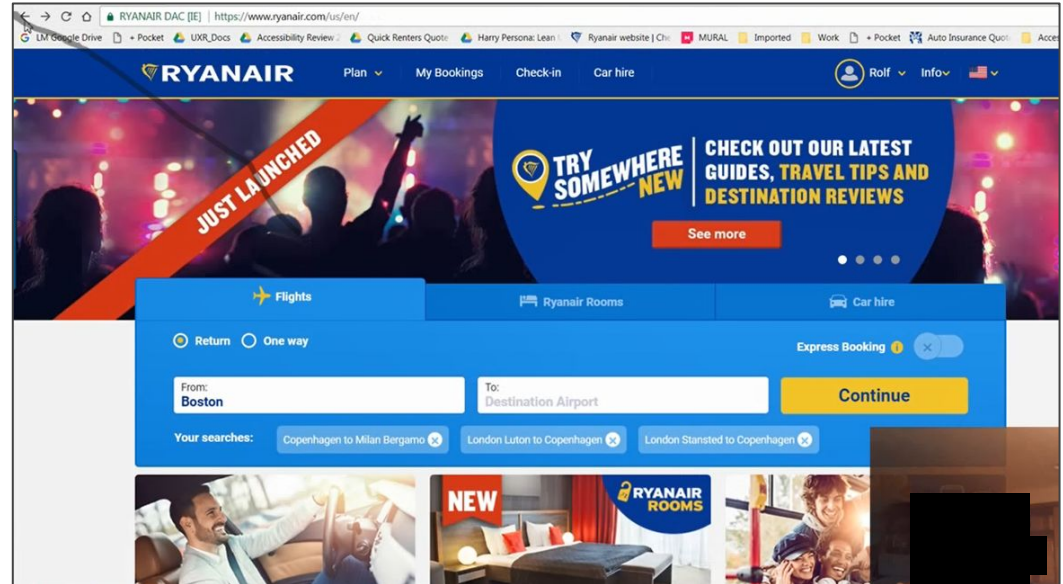 RYANAIR DAC [IE] | https://www.ryanair.com/us/en/
G LM Google Drive + Pocket UXR_Docs Accessibility Review 2 Quick Renters Quote Harry Persona: Lean Ryanair website | Che MURAL Imported Work + Pocket Auto Insurance Quot Acce
RYANAIR Plan My Bookings Check-in Car hire Rolf Info
JUST LAUNCHED
TRY
SOMEWHERE
NEW
CHECK OUT OUR LATEST
GUIDES, TRAVEL TIPS AND
DESTINATION REVIEWS
See more
Flights Ryanair Rooms Car hire
Return One way
Express Booking i
From:
Boston
To:
Destination Airport
Continue
Your searches: Copenhagen to Milan Bergamo London Luton to Copenhagen London Stansted to Copenhagen
NEW
RYANAIR
ROOMS